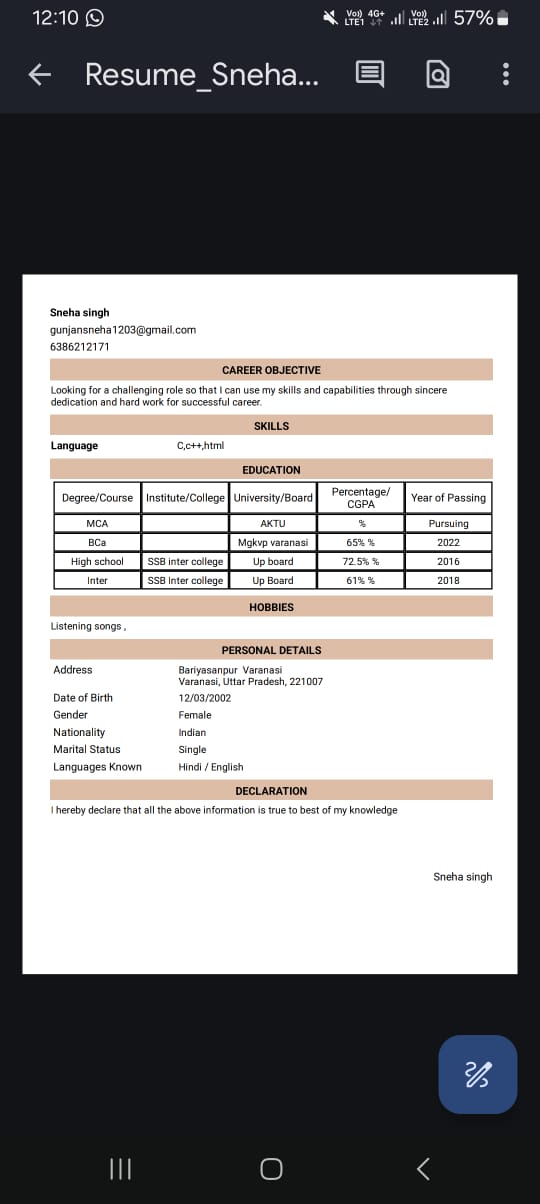 12:10
Vo)) 4G+ Vo)) 57%
LTE1 LTE2
Resume_Sneha...
Sneha singh
gunjansneha1203@gmail.com
6386212171
CAREER OBJECTIVE
Looking for a challenging role so that I can use my skills and capabilities through sincere
dedication and hard work for successful career.
SKILLS
Language C,c++,html
EDUCATION
Degree/Course Institute/College University/Board Percentage/CGPA Year of Passing
MCA AKTU % Pursuing
BCa Mgkvp varanasi 65% % 2022
High school SSB inter college Up board 72.5% % 2016
Inter SSB Inter college Up Board 61% % 2018
HOBBIES
Listening songs ,
PERSONAL DETAILS
Address Bariyasanpur Varanasi
Varanasi, Uttar Pradesh, 221007
Date of Birth 12/03/2002
Gender Female
Nationality Indian
Marital Status Single
Languages Known Hindi / English
DECLARATION
I hereby declare that all the above information is true to best of my knowledge
Sneha singh